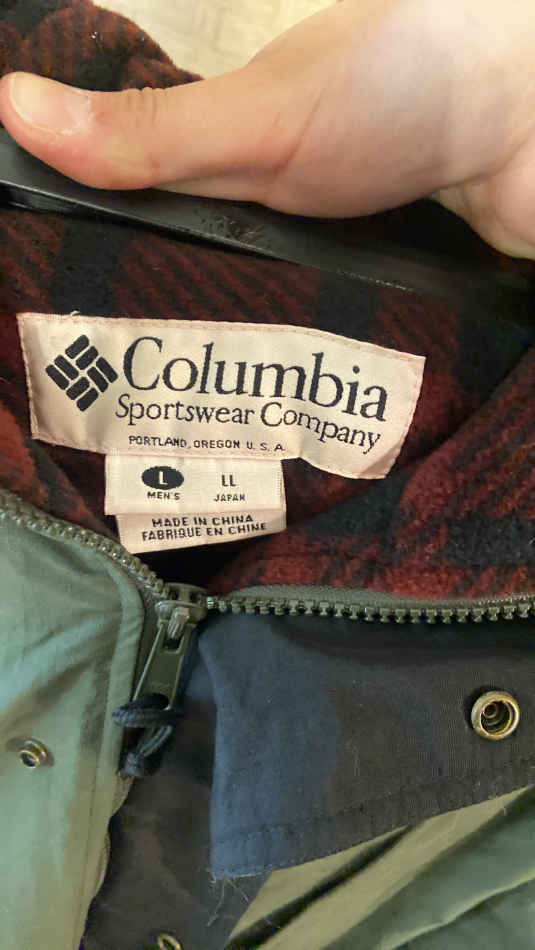 Columbia
Sportswear Company
PORTLAND, OREGON U. S. A.
L LL
MEN'S JAPAN
MADE IN CHINA
FABRIQUE EN CHINE